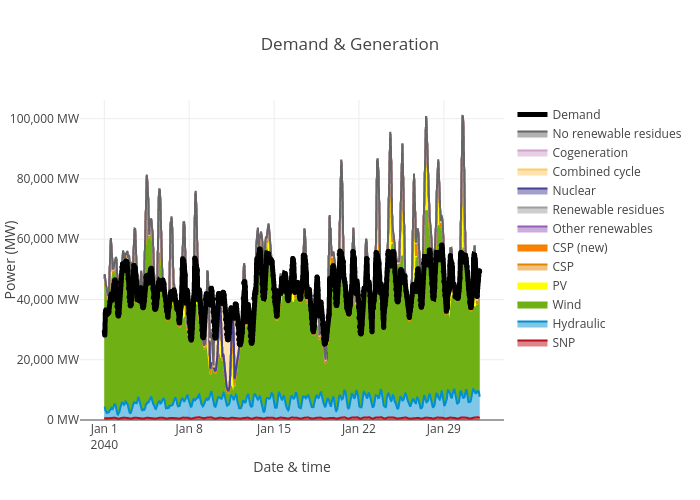 Demand & Generation
100,000 MW
80,000 MW
60,000 MW
40,000 MW
20,000 MW
0 MW
Power (MW)
Jan 1
2040
Jan 8
Jan 15
Jan 22
Jan 29
Date & time
Demand
No renewable residues
Cogeneration
Combined cycle
Nuclear
Renewable residues
Other renewables
CSP (new)
CSP
PV
Wind
Hydraulic
SNP